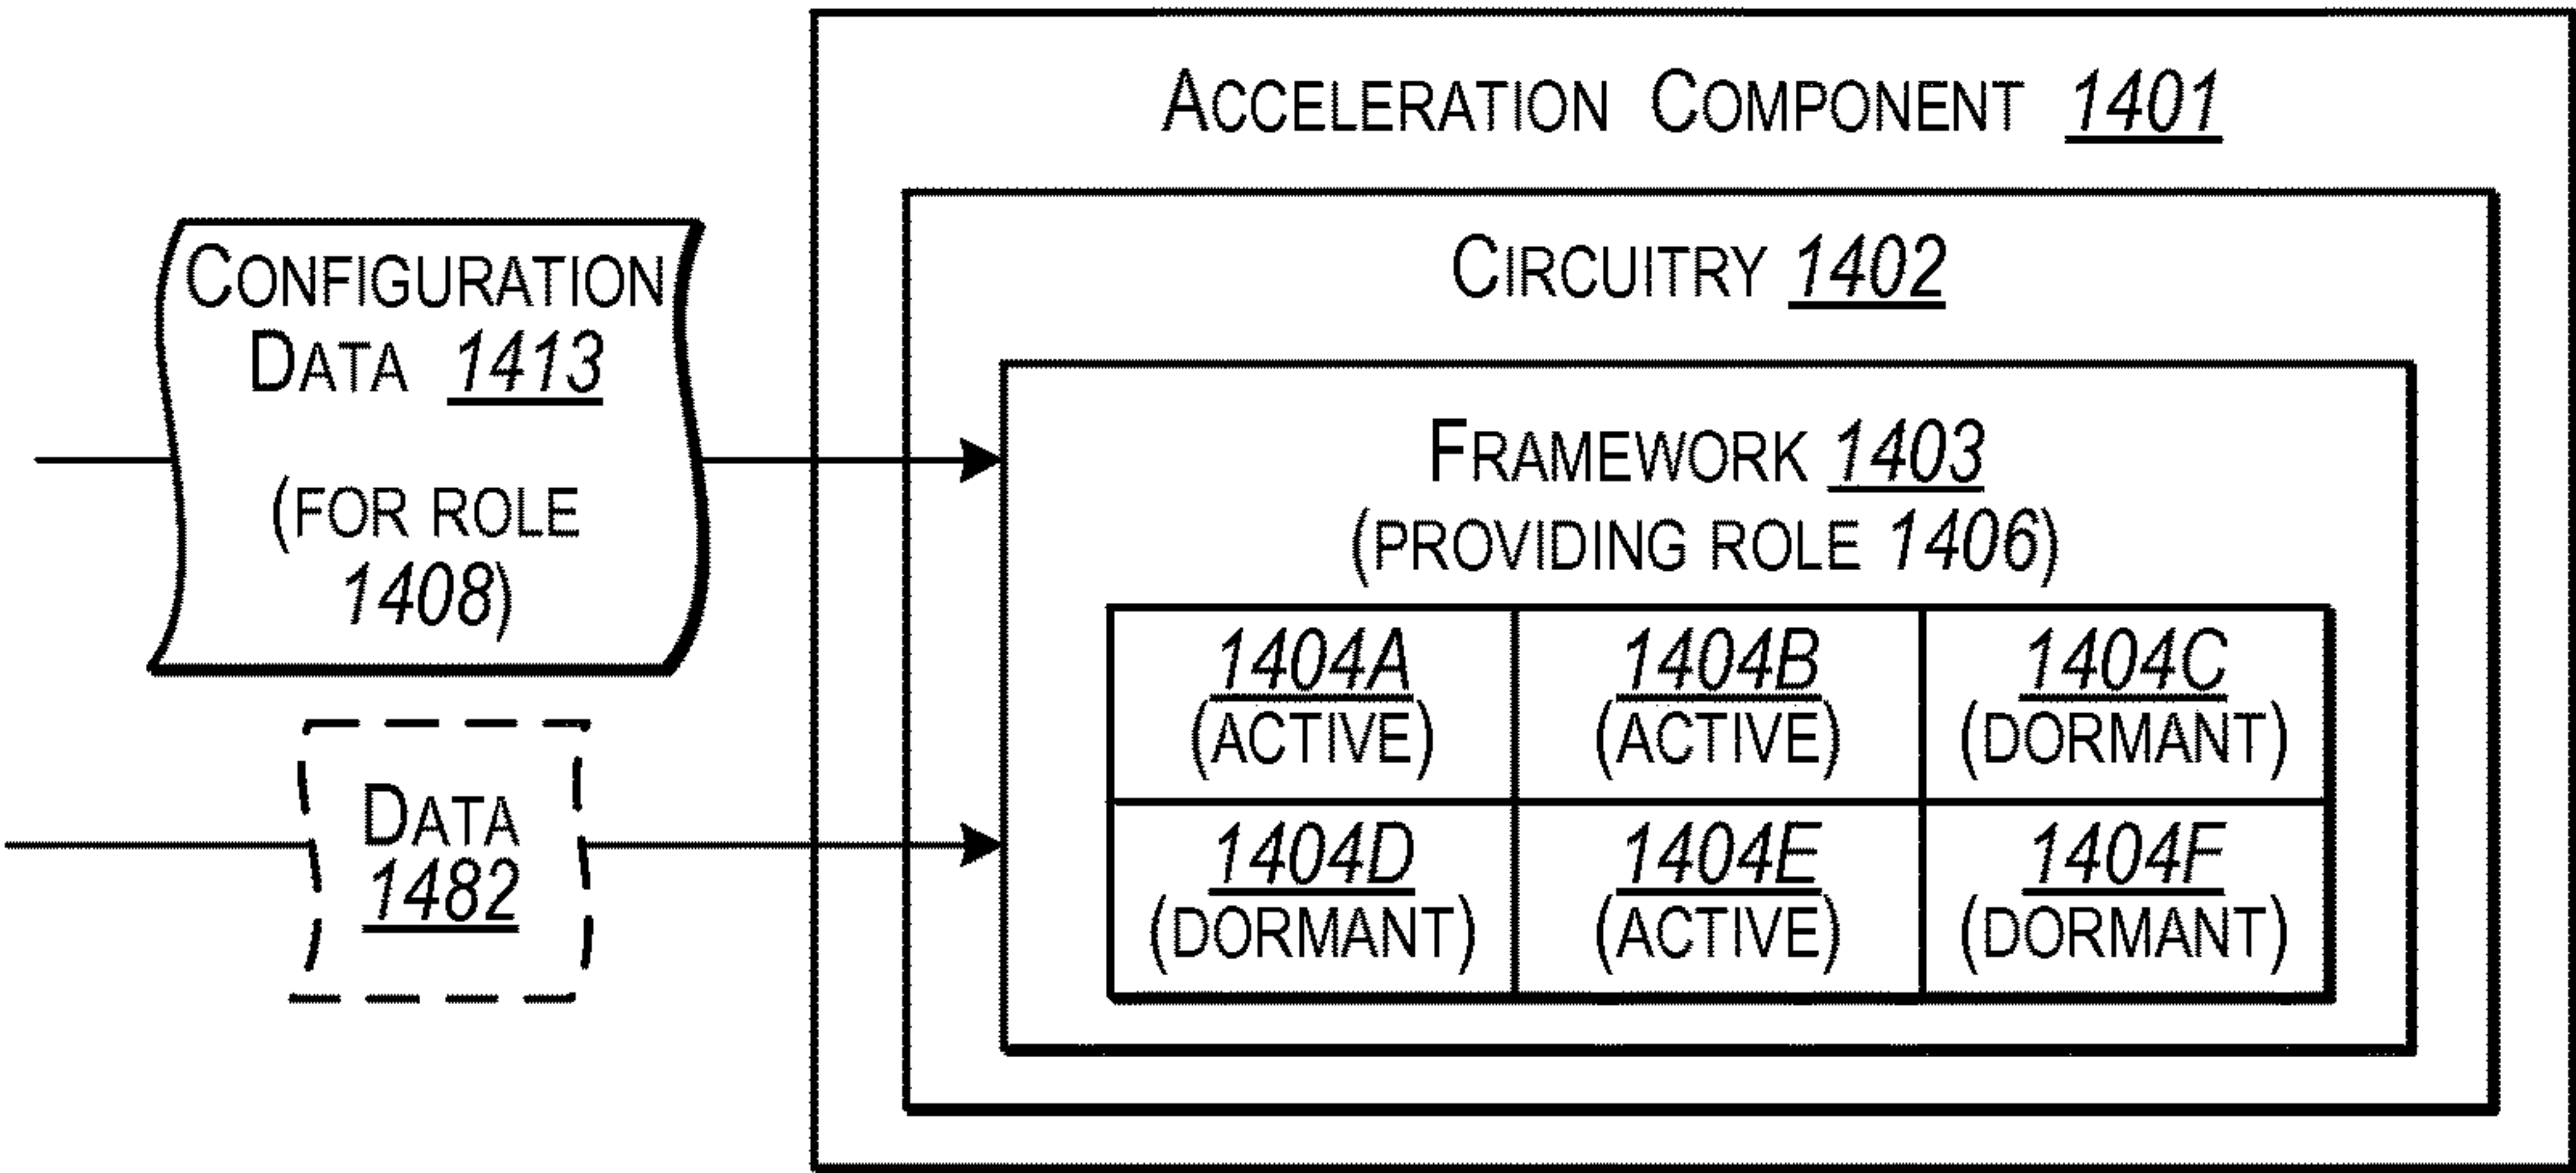 ACCELERATION COMPONENT 1401
CIRCUITRY 1402
CONFIGURATION
DATA 1413
(FOR ROLE
1408)
FRAMEWORK 1403
(PROVIDING ROLE 1406)
1404A 1404B 1404C
(ACTIVE) (ACTIVE) (DORMANT)
1404D 1404E 1404F
(DORMANT) (ACTIVE) (DORMANT)
DATA
1482